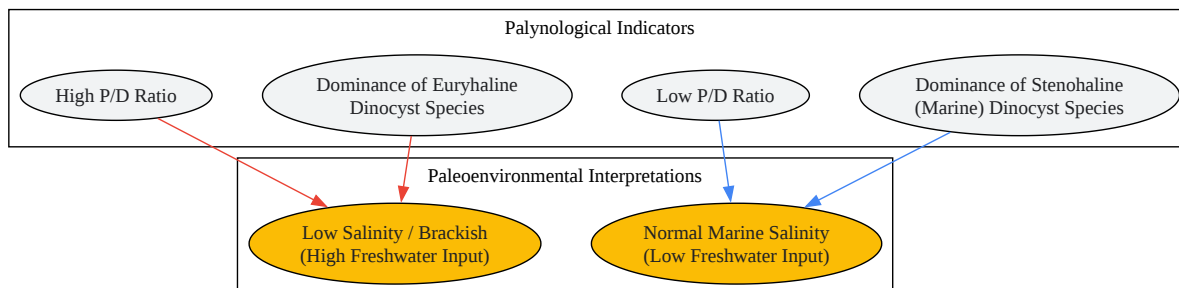 Palynological Indicators
High P/D Ratio
Dominance of Euryhaline
Dinocyst Species
Low P/D Ratio
Dominance of Stenohaline
(Marine) Dinocyst Species
Paleoenvironmental Interpretations
Low Salinity / Brackish
(High Freshwater Input)
Normal Marine Salinity
(Low Freshwater Input)